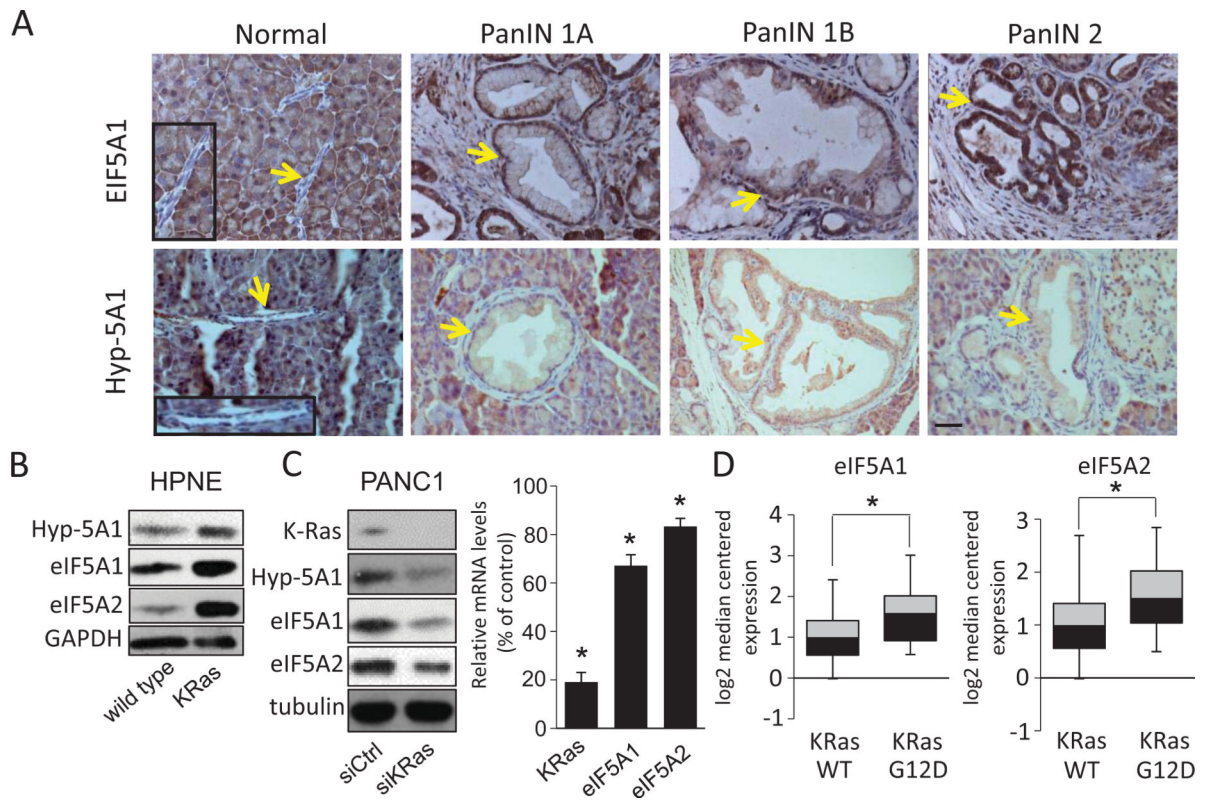 A
Normal
PanIN 1A
PanIN 1B
PanIN 2
EIF5A1
Hyp-5A1
B
HPNE
Hyp-5A1
eIF5A1
eIF5A2
GAPDH
wild type
KRas
C
PANC1
K-Ras
Hyp-5A1
eIF5A1
eIF5A2
tubulin
siCtrl
siKRas
Relative mRNA levels
(% of control)
100
80
60
40
20
0
*
*
*
KRas
eIF5A1
eIF5A2
D
eIF5A1
*
log2 median centered
expression
4
3
2
1
0
-1
KRas
WT
KRas
G12D
eIF5A2
*
log2 median centered
expression
3
2
1
0
-1
KRas
WT
KRas
G12D